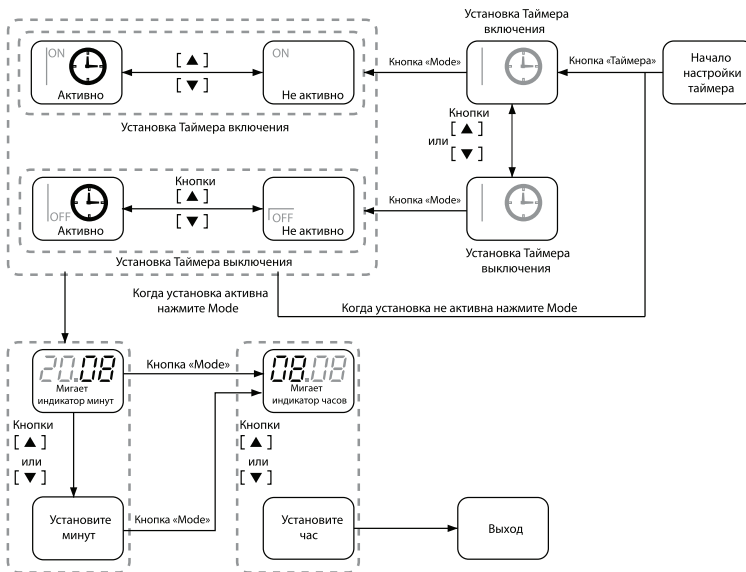 Установка Таймера
включения
ON
Активно
[▲]
[▼]
ON
Не активно
Кнопка «Mode»
Кнопка «Таймера»
Начало
настройки
таймера
Установка Таймера включения
Кнопки
[▲]
или
[▼]
OFF
Активно
Кнопки
[▲]
[▼]
OFF
Не активно
Кнопка «Mode»
Установка Таймера выключения
Установка Таймера
выключения
Когда установка активна
нажмите Mode
Когда установка не активна нажмите Mode
20.08
Мигает
индикатор минут
Кнопка «Mode»
08.08
Мигает
индикатор часов
Кнопки
[▲]
или
[▼]
Кнопки
[▲]
или
[▼]
Установите
минут
Кнопка «Mode»
Установите
час
Выход